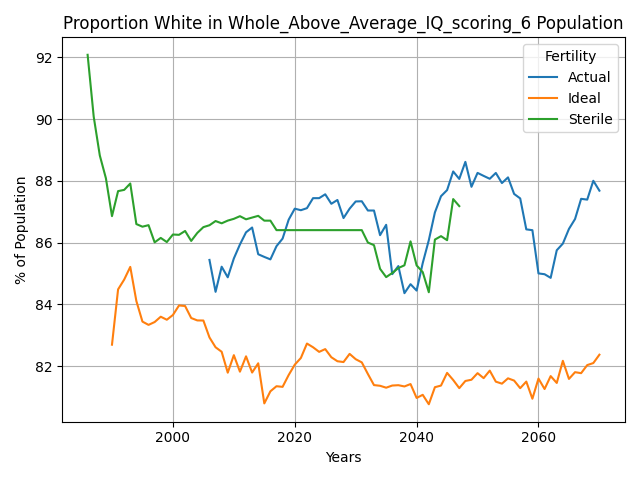 Proportion White in Whole_Above_Average_IQ_scoring_6 Population
Fertility
Actual
Ideal
Sterile
92
90
88
86
84
82
% of Population
2000
2020
2040
2060
Years